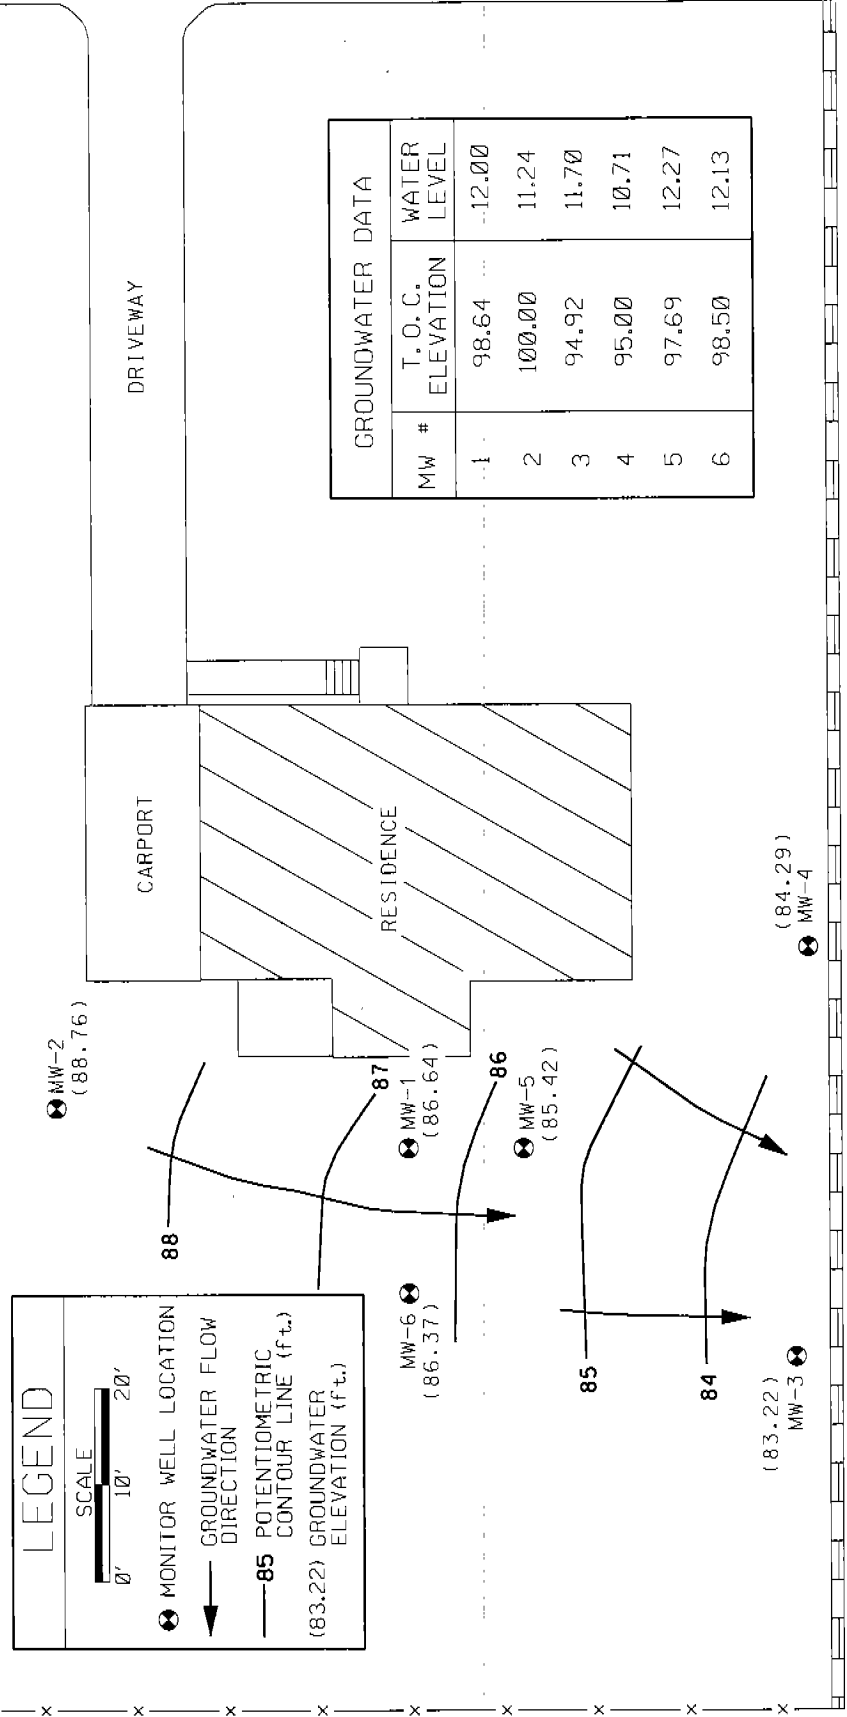 LEGEND
SCALE
0' 10' 20'
MONITOR WELL LOCATION
GROUNDWATER FLOW
DIRECTION
85 POTENTIOMETRIC
CONTOUR LINE (ft.)
(83.22) GROUNDWATER
ELEVATION (ft.)
MW-2
(88.76)
CARPORT
DRIVEWAY
88
87
MW-1
(86.64)
MW-6
(86.37)
86
MW-5
(85.42)
RESIDENCE
85
84
(83.22)
MW-3
(84.29)
MW-4
GROUNDWATER DATA
MW # T.O.C. ELEVATION WATER LEVEL
1 98.64 12.00
2 100.00 11.24
3 94.92 11.70
4 95.00 10.71
5 97.69 12.27
6 98.50 12.13